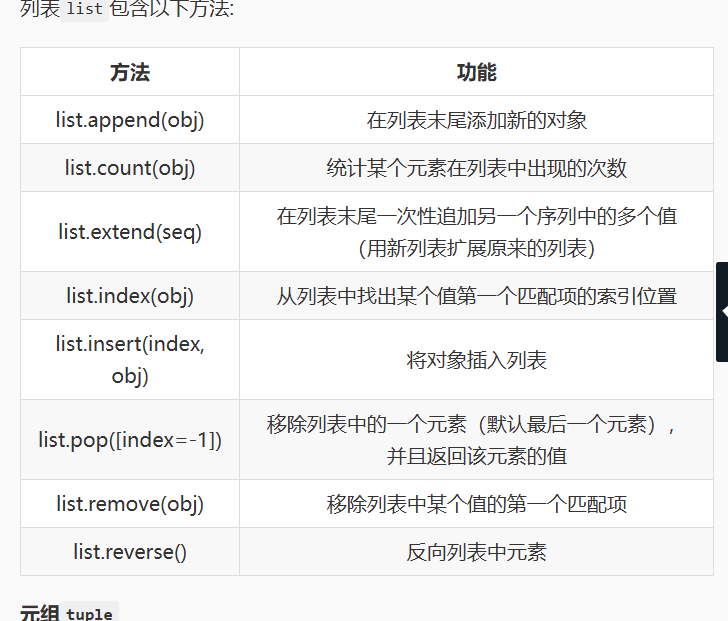 列表 list 包含以下方法:
方法 功能
list.append(obj) 在列表末尾添加新的对象
list.count(obj) 统计某个元素在列表中出现的次数
list.extend(seq) 在列表末尾一次性追加另一个序列中的多个值
（用新列表扩展原来的列表）
list.index(obj) 从列表中找出某个值第一个匹配项的索引位置
list.insert(index,
obj) 将对象插入列表
list.pop([index=-1]) 移除列表中的一个元素（默认最后一个元素）,
并且返回该元素的值
list.remove(obj) 移除列表中某个值的第一个匹配项
list.reverse() 反向列表中元素
元组 tuple